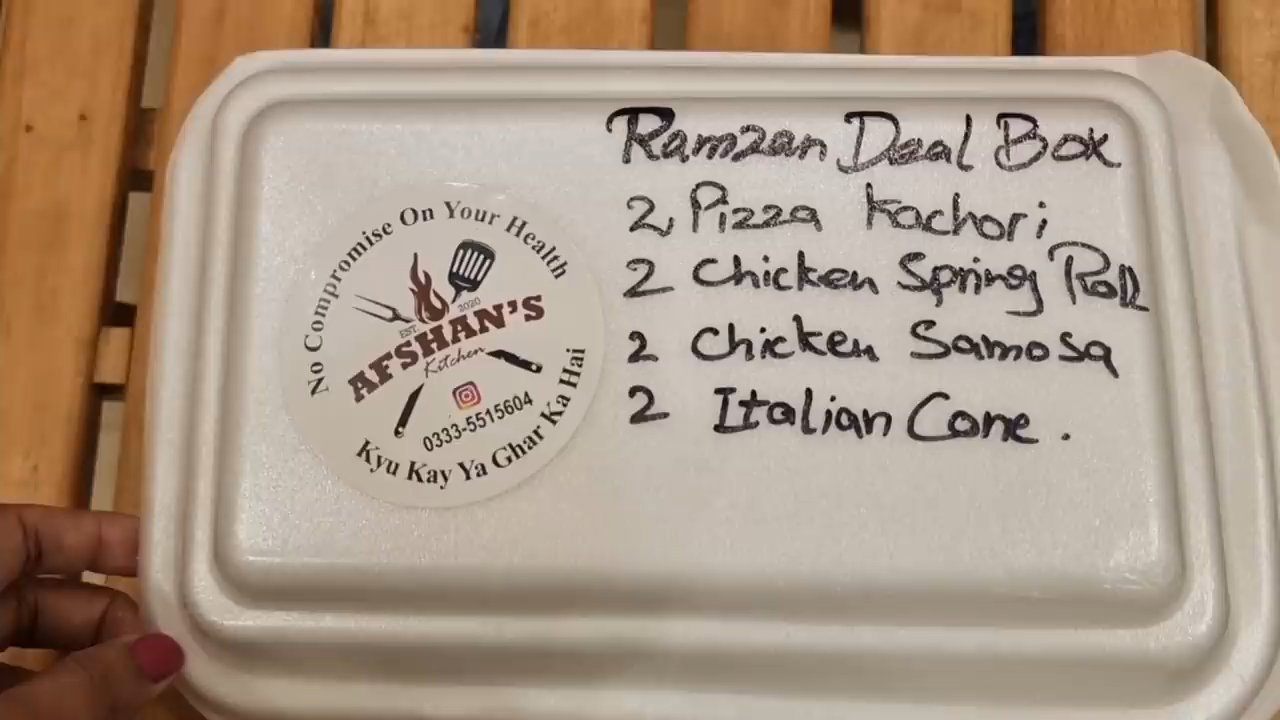 No Compromise On Your Health
EST. 2020
AFSHAN'S
Kitchen
0333-5515604
Kyu Kay Ya Ghar Ka Hai
Ramzan Deal Box
2 Pizza Kachori
2 Chicken Spring Roll
2 Chicken Samosa
2 Italian Cone.